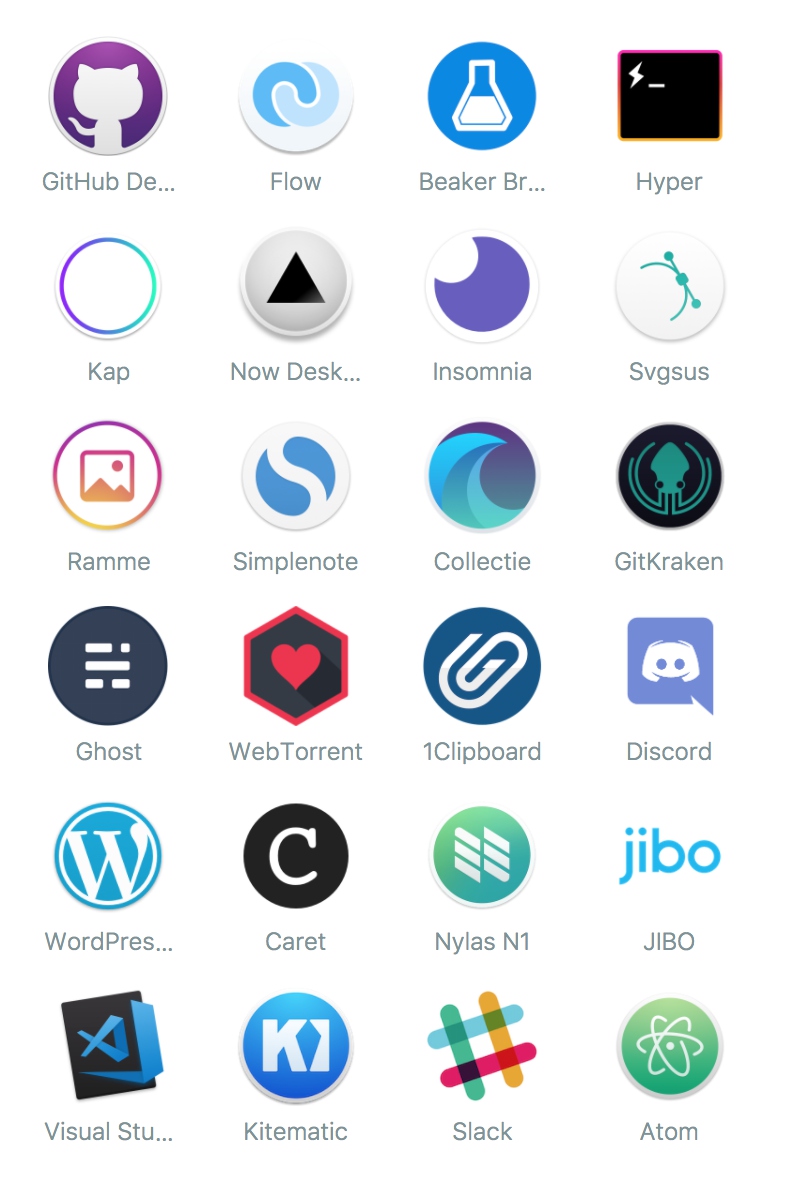 GitHub De...
Flow
Beaker Br...
Hyper
Kap
Now Desk...
Insomnia
Svgsus
Ramme
Simplenote
Collectie
GitKraken
Ghost
WebTorrent
1Clipboard
Discord
W
C
jibo
WordPres...
Caret
Nylas N1
JIBO
K
Visual Stu...
Kitematic
Slack
Atom